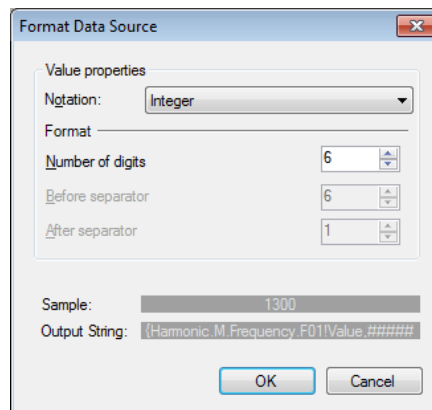 Format Data Source
Value properties
Notation: Integer
Format
Number of digits 6
Before separator 6
After separator 1
Sample: 1300
Output String: {Harmonic.M.Frequency.F01!Value,#####
OK Cancel